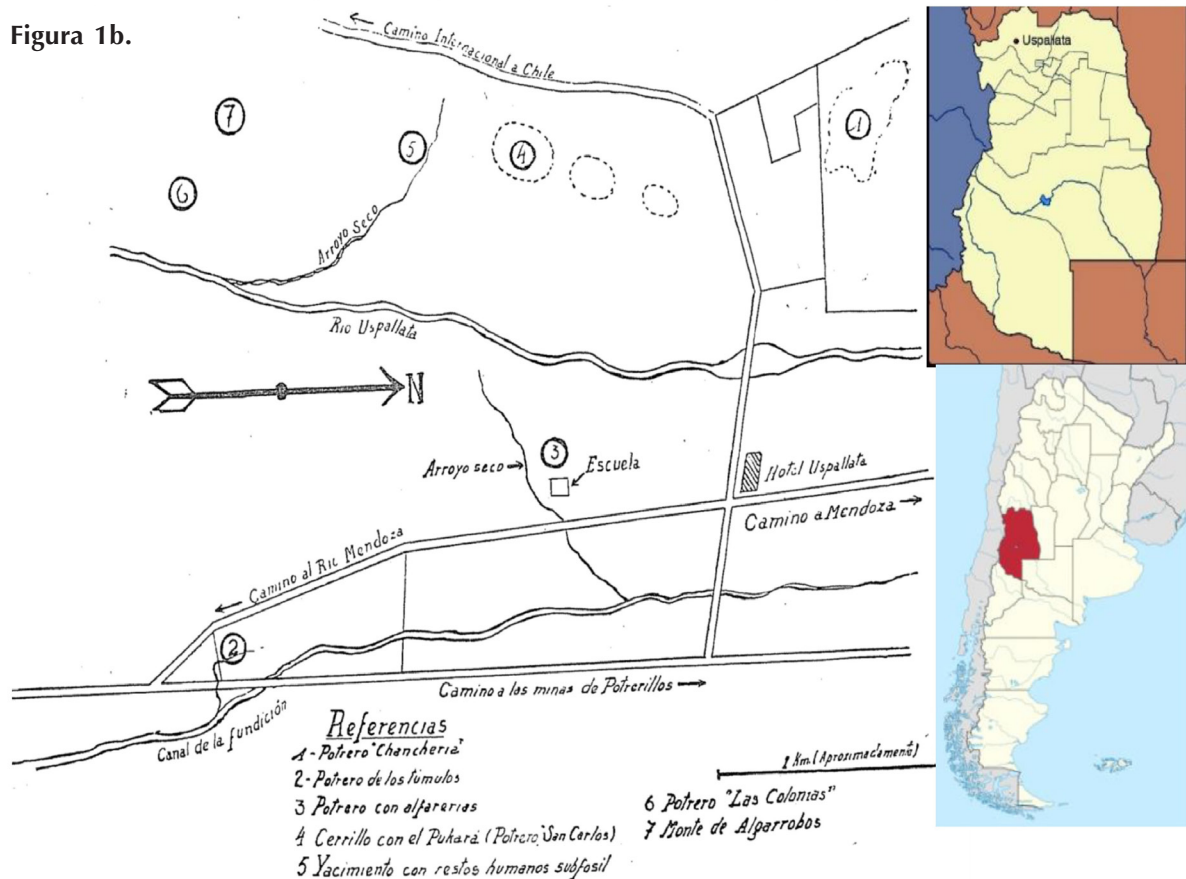 Figura 1b.
← Camino Internacional a Chile
Uspallata
7
5
4
1
6
Arroyo Seco
Rio Uspallata
N
3
Arroyo seco→
Escuela
Hotel Uspallata
Camino a Mendoza →
← Camino al Rio Mendoza
2
Camino a las minas de Potrerillos →
Canal de la fundición
Referencias
1-Potrero "Chancheria"
2-Potrero de los túmulos
3 Potrero con alfarerias
4 Cerrillo con el Pukará (Potrero "San Carlos)
5 Yacimiento con restos humanos subfosil
1 Km. (Aproximadamente)
6 Potrero "Las Colonias"
7 Monte de Algarrobos